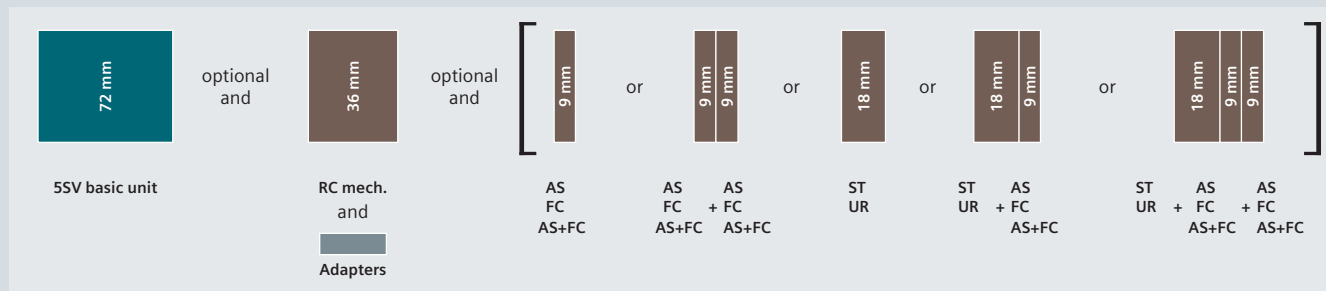 72 mm
optional
and
36 mm
optional
and
9 mm
or
9 mm
9 mm
or
18 mm
or
18 mm
9 mm
or
18 mm
9 mm
9 mm
5SV basic unit
RC mech.
and
Adapters
AS
FC
AS+FC
AS AS
FC + FC
AS+FC AS+FC
ST
UR
ST AS
UR + FC
AS+FC
ST AS AS
UR + FC + FC
AS+FC AS+FC